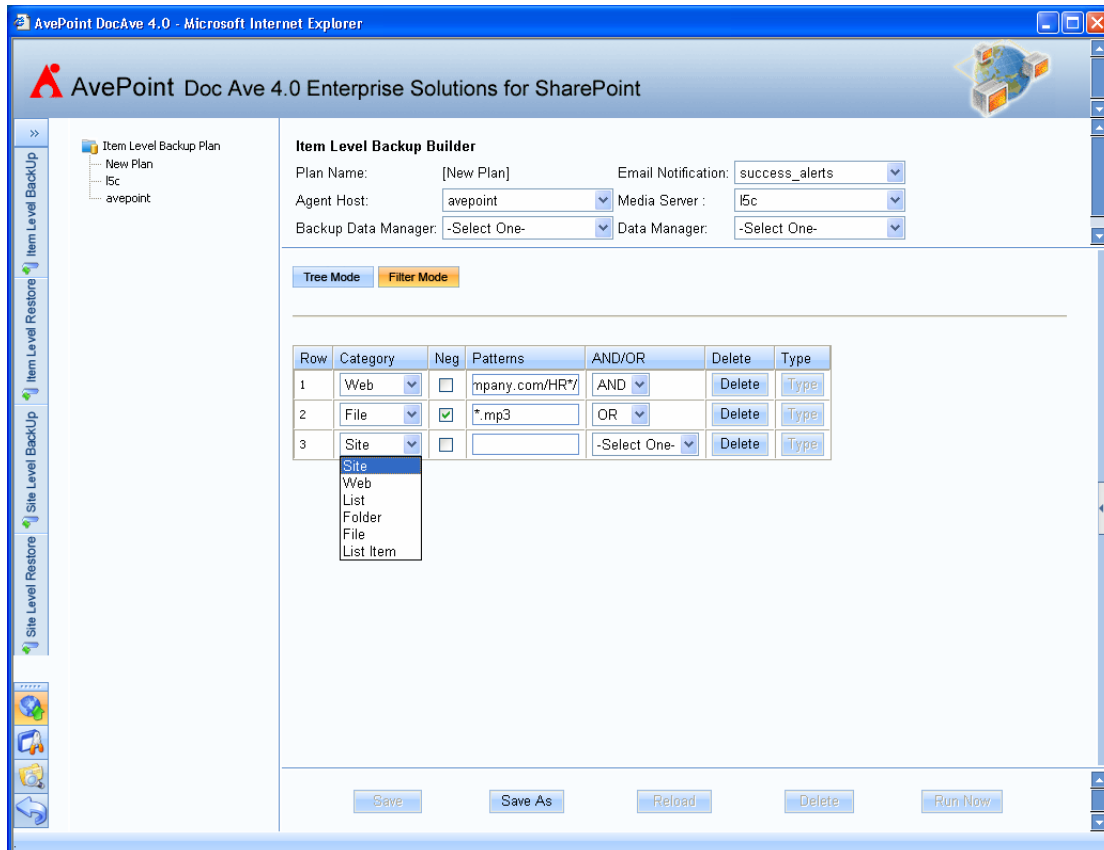 AvePoint DocAve 4.0 - Microsoft Internet Explorer
AvePoint Doc Ave 4.0 Enterprise Solutions for SharePoint
Item Level BackUp
Item Level Restore
Site Level BackUp
Site Level Restore
Item Level Backup Plan
New Plan
l5c
avepoint
Item Level Backup Builder
Plan Name: [New Plan] Email Notification: success_alerts
Agent Host: avepoint Media Server : l5c
Backup Data Manager: -Select One- Data Manager: -Select One-
Tree Mode Filter Mode
Row Category Neg Patterns AND/OR Delete Type
1 Web mpany.com/HR*/ AND Delete Type
2 File *.mp3 OR Delete Type
3 Site -Select One- Delete Type
Site
Web
List
Folder
File
List Item
Save Save As Reload Delete Run Now